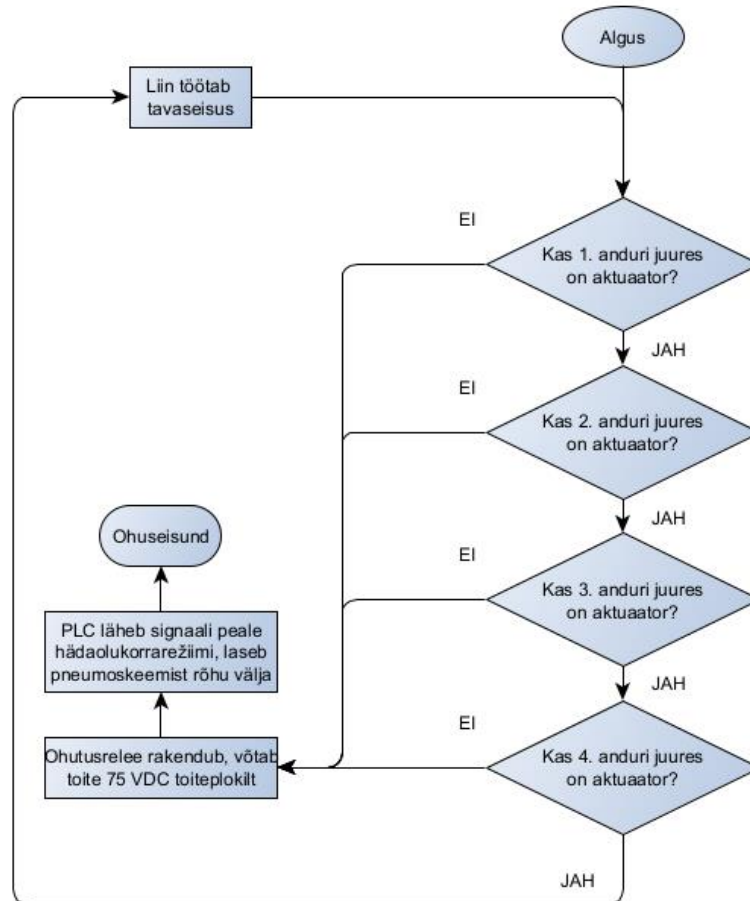 Algus
Liin töötab
tavaseisus
EI
Kas 1. anduri juures
on aktuaator?
JAH
EI
Kas 2. anduri juures
on aktuaator?
JAH
EI
Kas 3. anduri juures
on aktuaator?
JAH
EI
Kas 4. anduri juures
on aktuaator?
JAH
Ohutusrelee rakendub, võtab
toite 75 VDC toiteplokilt
PLC läheb signaali peale
hädaolukorrarežiimi, laseb
pneumoskeemist rõhu välja
Ohuseisund